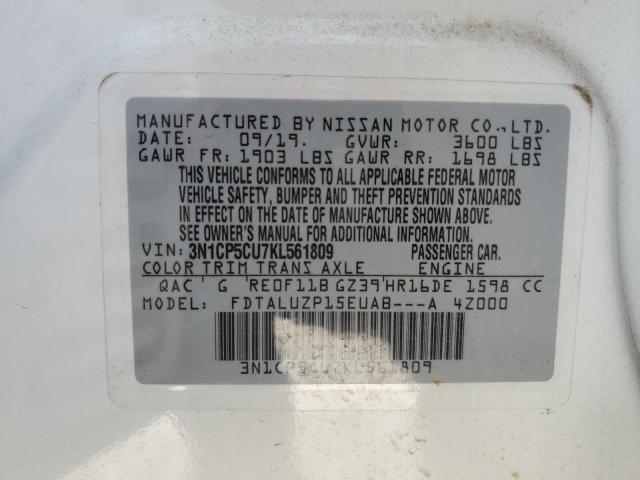 MANUFACTURED BY NISSAN MOTOR CO.,LTD.
DATE: 09/19. GVWR: 3600 LBS
GAWR FR: 1903 LBS GAWR RR: 1698 LBS
THIS VEHICLE CONFORMS TO ALL APPLICABLE FEDERAL MOTOR
VEHICLE SAFETY, BUMPER AND THEFT PREVENTION STANDARDS
IN EFFECT ON THE DATE OF MANUFACTURE SHOWN ABOVE.
SEE OWNER'S MANUAL FOR ADDITIONAL INFORMATION.
VIN: 3N1CP5CU7KL561809 PASSENGER CAR.
COLOR TRIM TRANS AXLE ENGINE
QAC G RE0F11B GZ39 HR16DE 1598 CC
MODEL: FDTALUZP15EUAB---A 4Z000
3N1CP5CU7KL561809